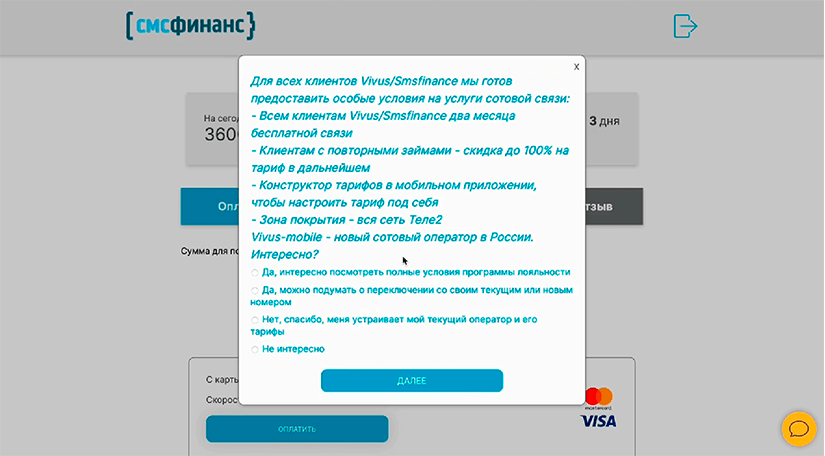 {смсфинанс}
x
Для всех клиентов Vivus/Smsfinance мы готов
предоставить особые условия на услуги сотовой связи:
- Всем клиентам Vivus/Smsfinance два месяца
бесплатной связи
- Клиентам с повторными займами - скидка до 100% на
тариф в дальнейшем
- Конструктор тарифов в мобильном приложении,
чтобы настроить тариф под себя
- Зона покрытия - вся сеть Теле2
Vivus-mobile - новый сотовый оператор в России.
Интересно?
Да, интересно посмотреть полные условия программы лояльности
Да, можно подумать о переключении со своим текущим или новым
номером
Нет, спасибо, меня устраивает мой текущий оператор и его
тарифы
Не интересно
ДАЛЕЕ
На сего
3600
3 дня
Опл
тзыв
Сумма для по
С карты
Скорос
ОПЛАТИТЬ
mastercard
VISA